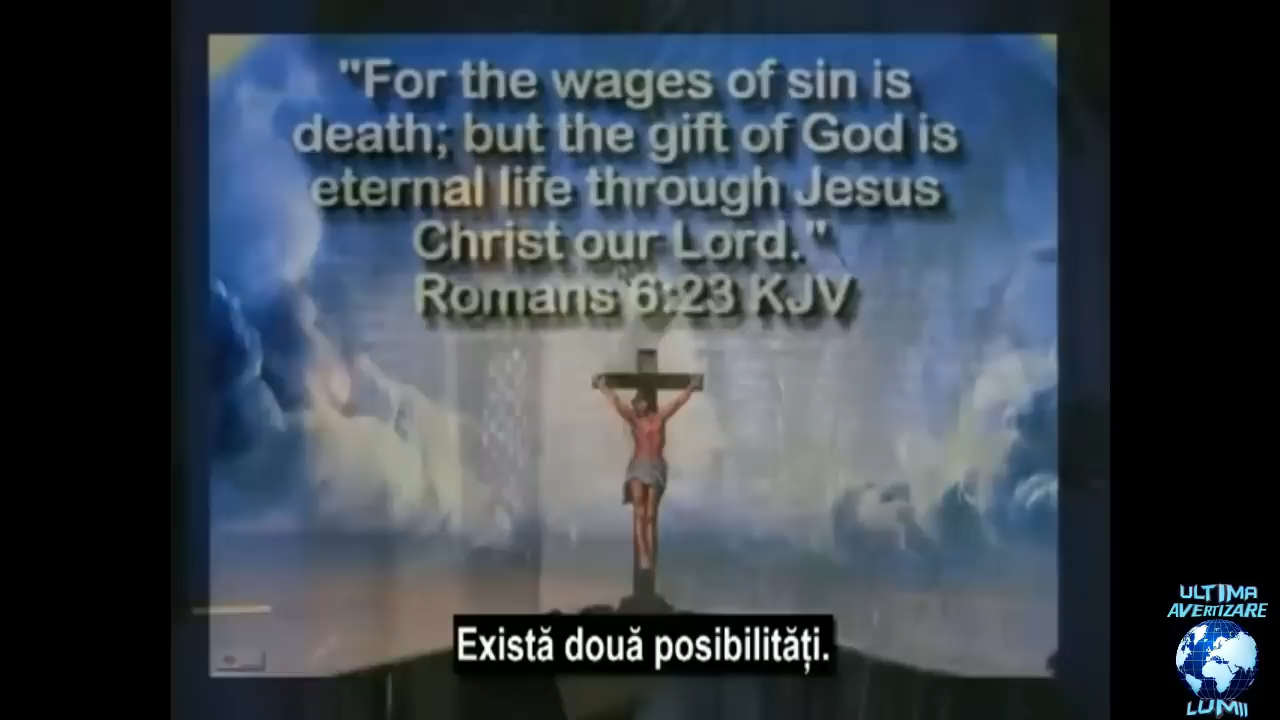 "For the wages of sin is
death; but the gift of God is
eternal life through Jesus
Christ our Lord."
Romans 6:23 KJV
Există două posibilități.
ULTIMA
AVERTIZARE
LUMII